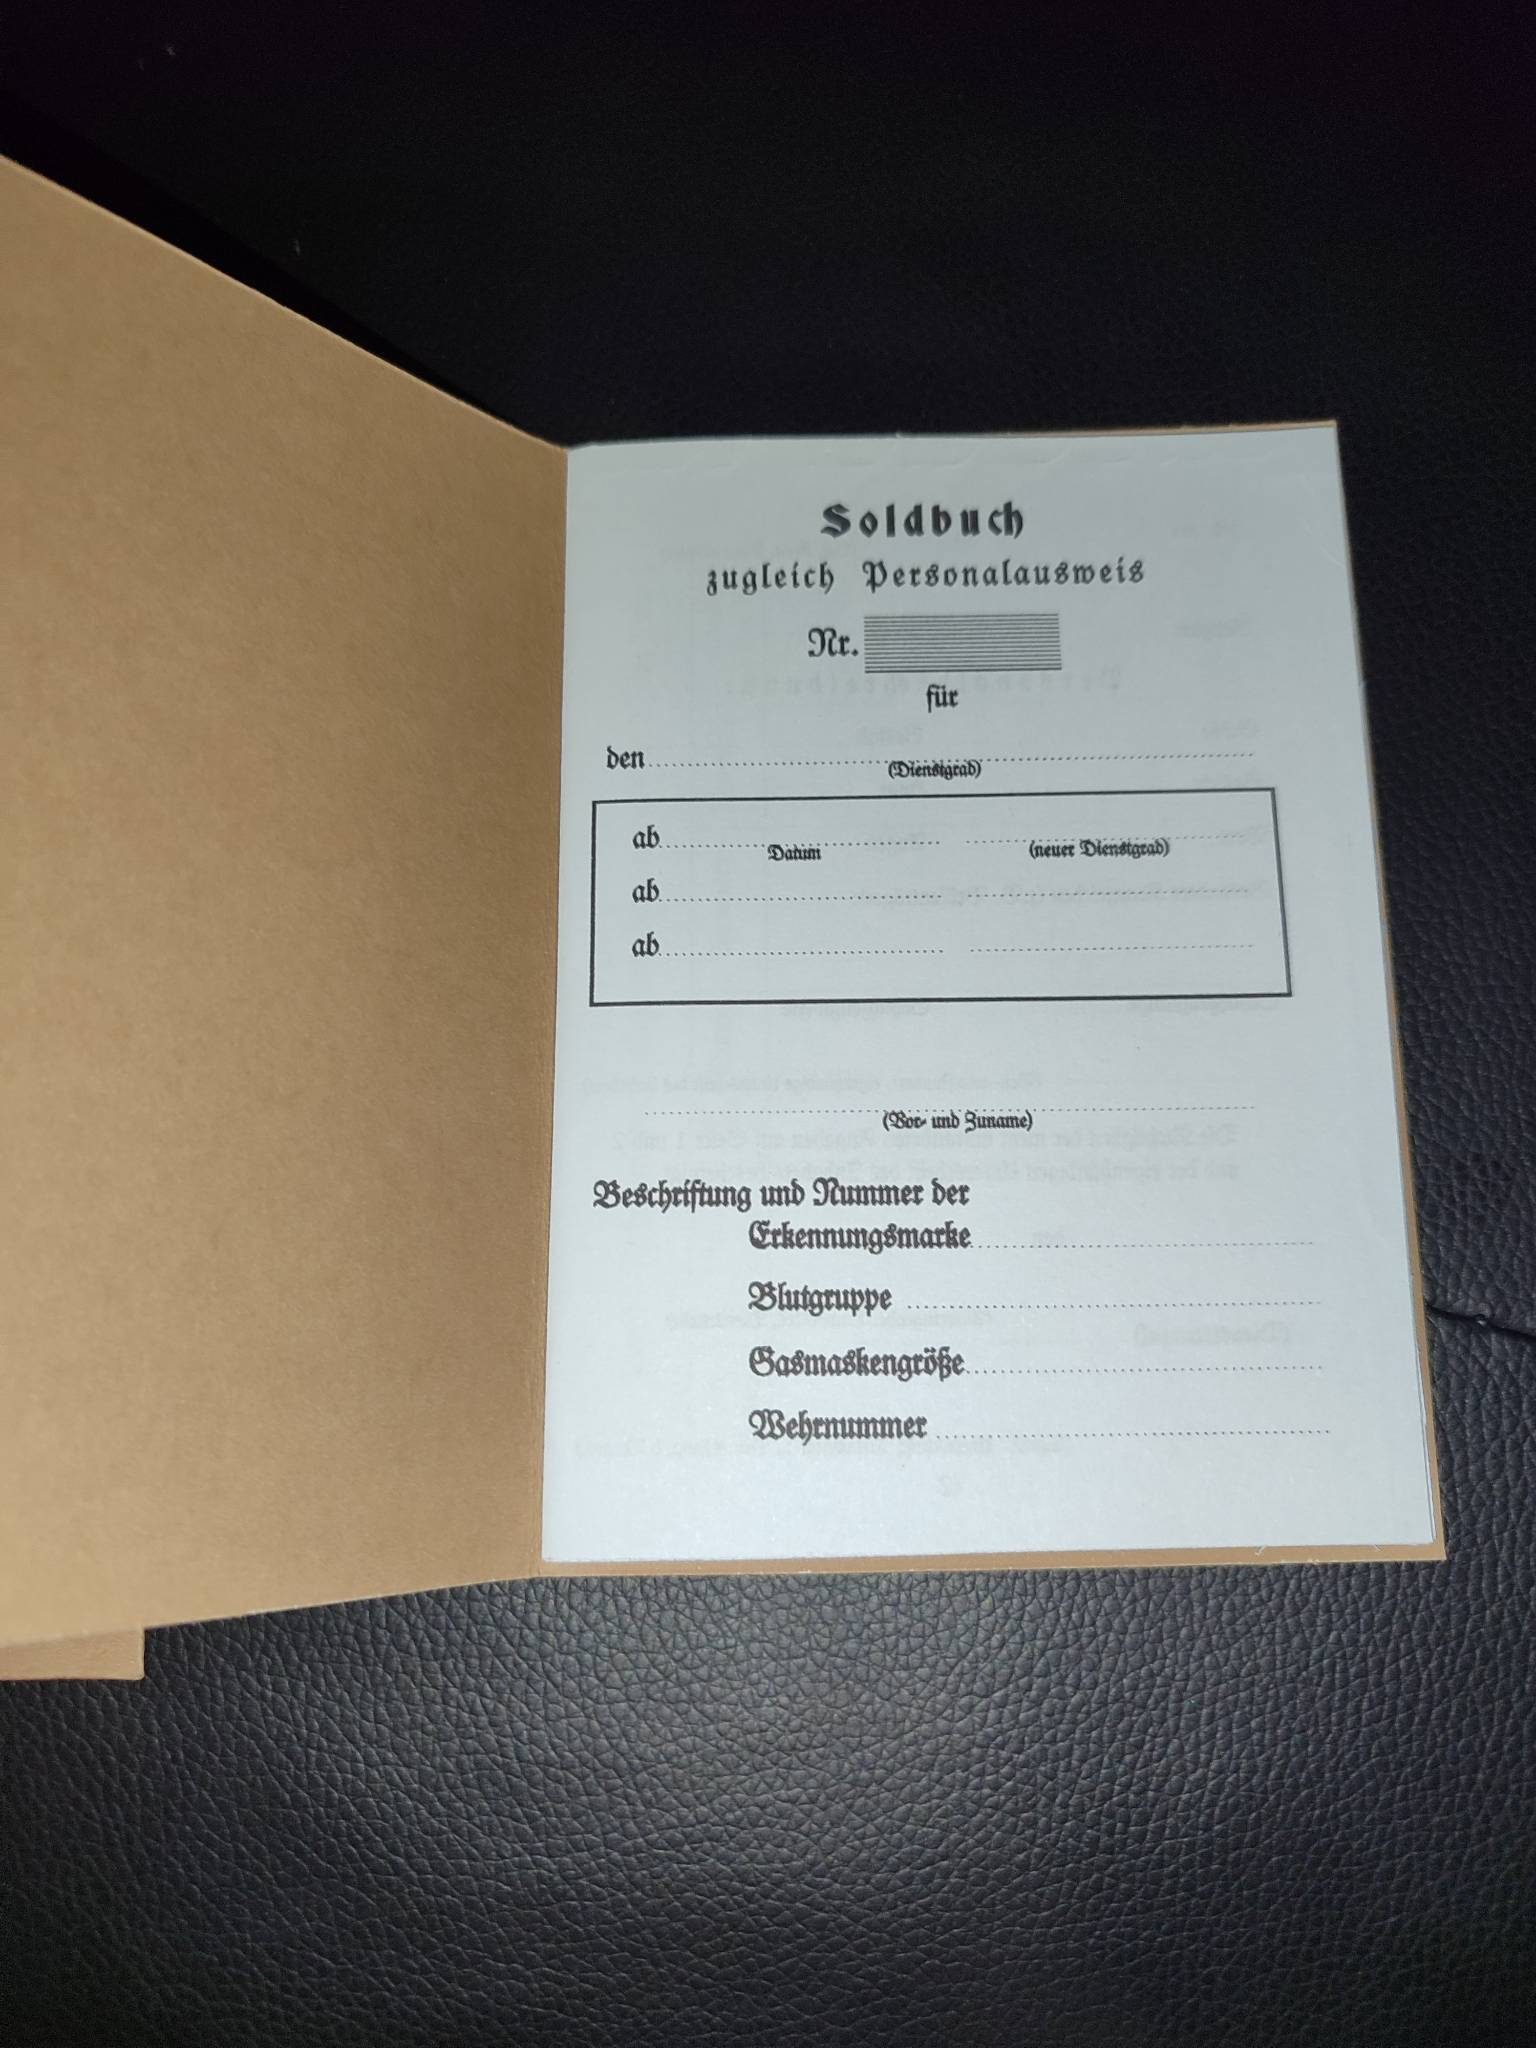 Soldbuch
zugleich Personalausweis
Nr.
für
den
(Dienstgrad)
ab
Datum (neuer Dienstgrad)
ab
ab
(Vor- und Zuname)
Beschriftung und Nummer der
Erkennungsmarke
Blutgruppe
Gasmaskengröße
Wehrnummer